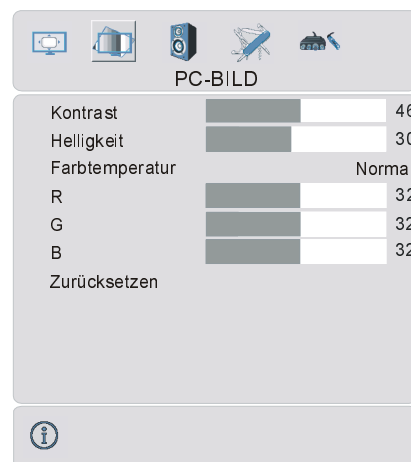 PC-BILD
Kontrast 46
Helligkeit 30
Farbtemperatur Norma
R 32
G 32
B 32
Zurücksetzen